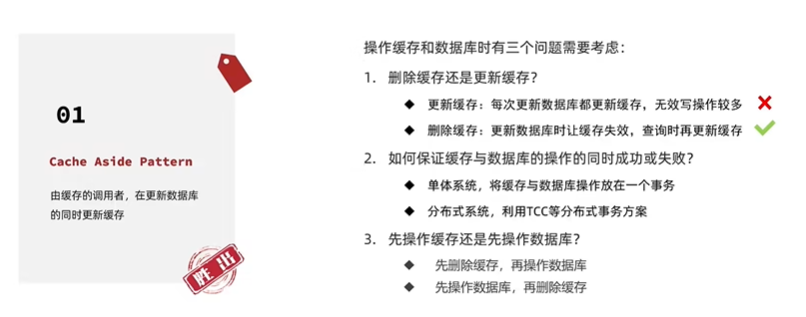 01
Cache Aside Pattern
由缓存的调用者，在更新数据库
的同时更新缓存
胜出
操作缓存和数据库时有三个问题需要考虑：
1. 删除缓存还是更新缓存？
◆ 更新缓存：每次更新数据库都更新缓存，无效写操作较多
◆ 删除缓存：更新数据库时让缓存失效，查询时再更新缓存
2. 如何保证缓存与数据库的操作的同时成功或失败？
◆ 单体系统，将缓存与数据库操作放在一个事务
◆ 分布式系统，利用TCC等分布式事务方案
3. 先操作缓存还是先操作数据库？
◆ 先删除缓存，再操作数据库
◆ 先操作数据库，再删除缓存